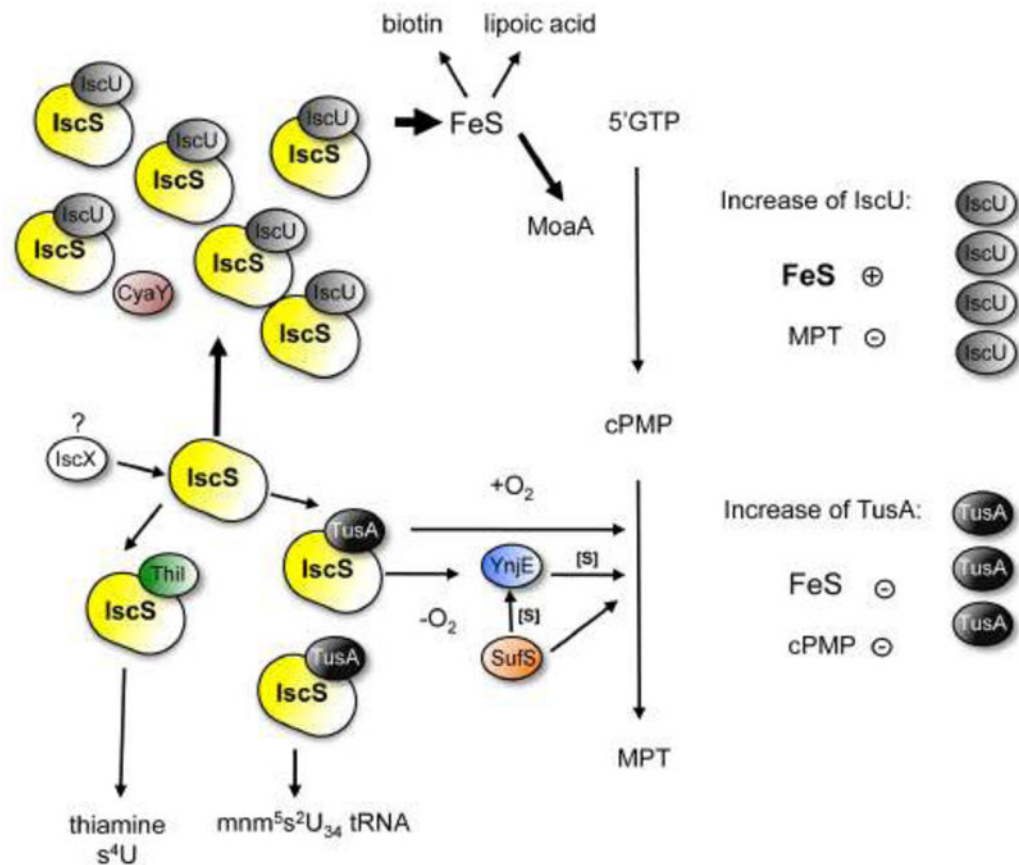 biotin lipoic acid
IscU
IscS
IscU
IscS
IscU
IscS
FeS
5'GTP
IscU
IscS
IscU
IscS
IscU
IscS
CyaY
MoaA
Increase of IscU:
FeS ⊕
MPT ⊖
IscU
IscU
IscU
IscU
cPMP
?
IscX
IscS
TusA
IscS
+O₂
-O₂
YnjE
[S]
[S]
SufS
ThiI
IscS
TusA
IscS
Increase of TusA:
FeS ⊖
cPMP ⊖
TusA
TusA
TusA
MPT
thiamine
s⁴U
mnm⁵s²U₃₄ tRNA